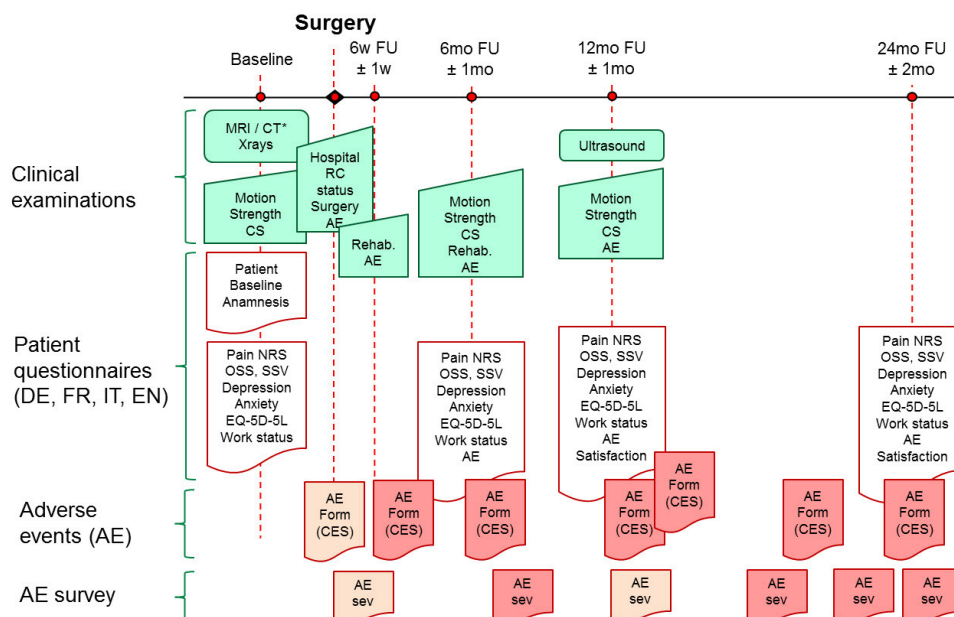 Surgery
Baseline
6w FU
± 1w
6mo FU
± 1mo
12mo FU
± 1mo
24mo FU
± 2mo
Clinical
examinations
MRI / CT*
Xrays
Motion
Strength
CS
Hospital
RC
status
Surgery
AE
Rehab.
AE
Motion
Strength
CS
Rehab.
AE
Ultrasound
Motion
Strength
CS
AE
Patient
questionnaires
(DE, FR, IT, EN)
Patient
Baseline
Anamnesis
Pain NRS
OSS, SSV
Depression
Anxiety
EQ-5D-5L
Work status
Pain NRS
OSS, SSV
Depression
Anxiety
EQ-5D-5L
Work status
AE
Pain NRS
OSS, SSV
Depression
Anxiety
EQ-5D-5L
Work status
AE
Satisfaction
Pain NRS
OSS, SSV
Depression
Anxiety
EQ-5D-5L
Work status
AE
Satisfaction
Adverse
events (AE)
AE
Form
(CES)
AE
Form
(CES)
AE
Form
(CES)
AE
Form
(CES)
AE
Form
(CES)
AE
Form
(CES)
AE
Form
(CES)
AE survey
AE
sev
AE
sev
AE
sev
AE
sev
AE
sev
AE
sev